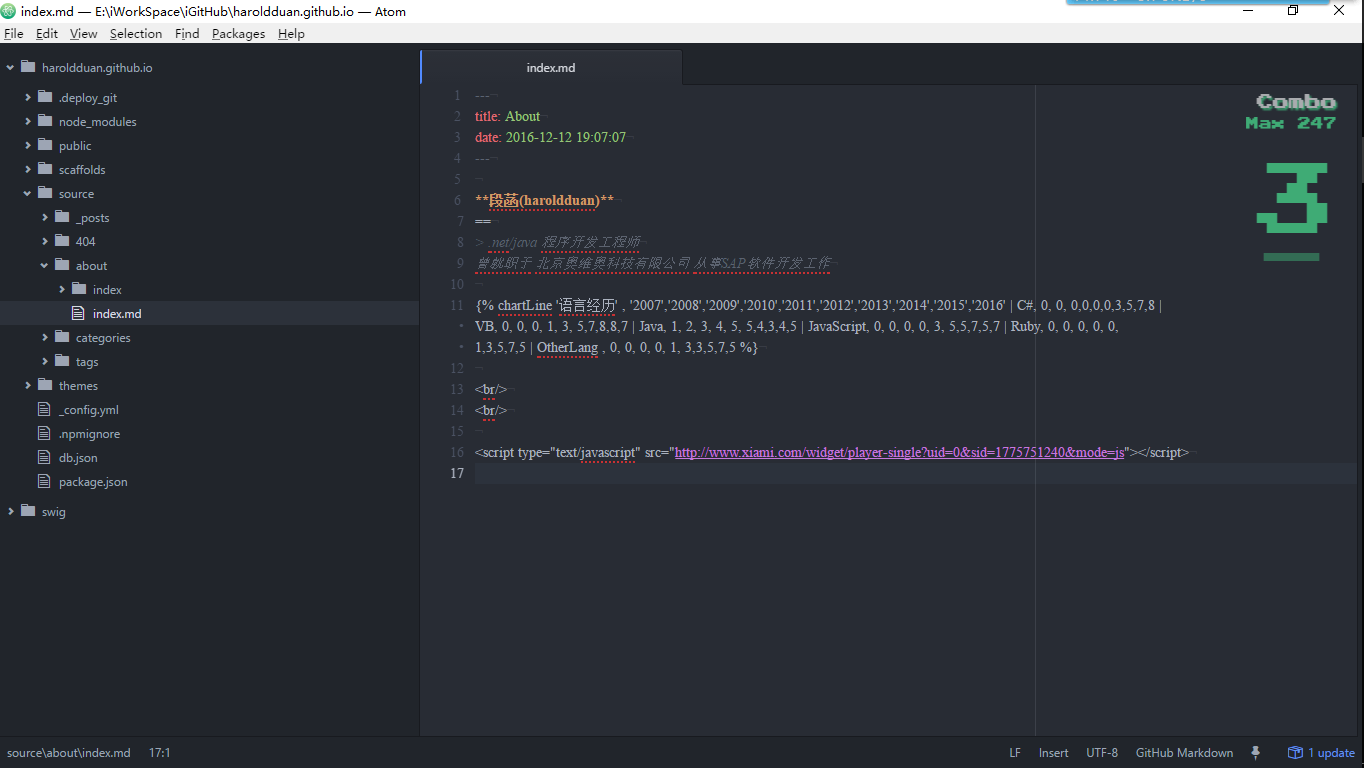 index.md — E:\iWorkSpace\iGitHub\haroldduan.github.io — Atom
File Edit View Selection Find Packages Help
haroldduan.github.io
.deploy_git
node_modules
public
scaffolds
source
_posts
404
about
index
index.md
categories
tags
themes
_config.yml
.npmignore
db.json
package.json
swig
index.md
1 ---
2 title: About
3 date: 2016-12-12 19:07:07
4 ---
5
6 **段菡(haroldduan)**
7 ==
8 > .net/java 程序开发工程师
9 曾就职于 北京奥维奥科技有限公司 从事SAP软件开发工作
10
11 {% chartLine '语言经历' , '2007','2008','2009','2010','2011','2012','2013','2014','2015','2016' | C#, 0, 0, 0,0,0,0,3,5,7,8 |
• VB, 0, 0, 0, 1, 3, 5,7,8,8,7 | Java, 1, 2, 3, 4, 5, 5,4,3,4,5 | JavaScript, 0, 0, 0, 0, 3, 5,5,7,5,7 | Ruby, 0, 0, 0, 0, 0,
• 1,3,5,7,5 | OtherLang , 0, 0, 0, 0, 1, 3,3,5,7,5 %}
12
13 <br/>
14 <br/>
15
16 <script type="text/javascript" src="http://www.xiami.com/widget/player-single?uid=0&sid=1775751240&mode=js"></script>
17
Combo
Max 247
3
source\about\index.md 17:1
LF Insert UTF-8 GitHub Markdown 1 update